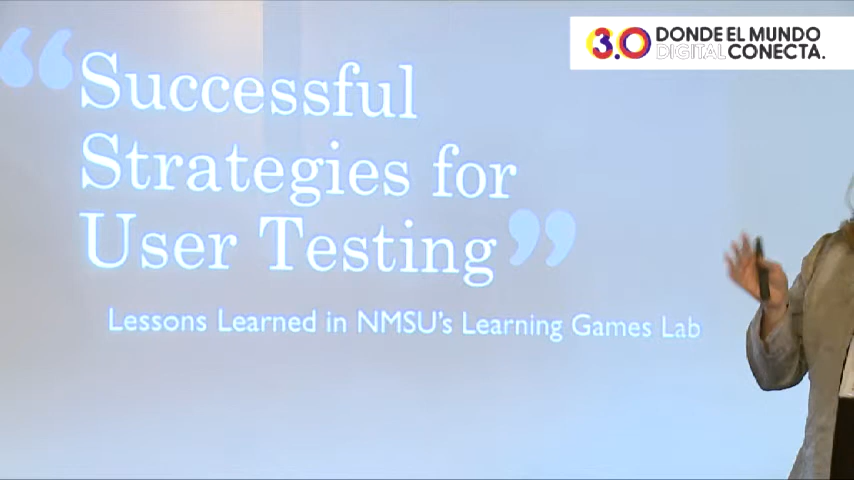 3.0 DONDE EL MUNDO
DIGITAL CONECTA.
“Successful
Strategies for
User Testing”
Lessons Learned in NMSU's Learning Games Lab